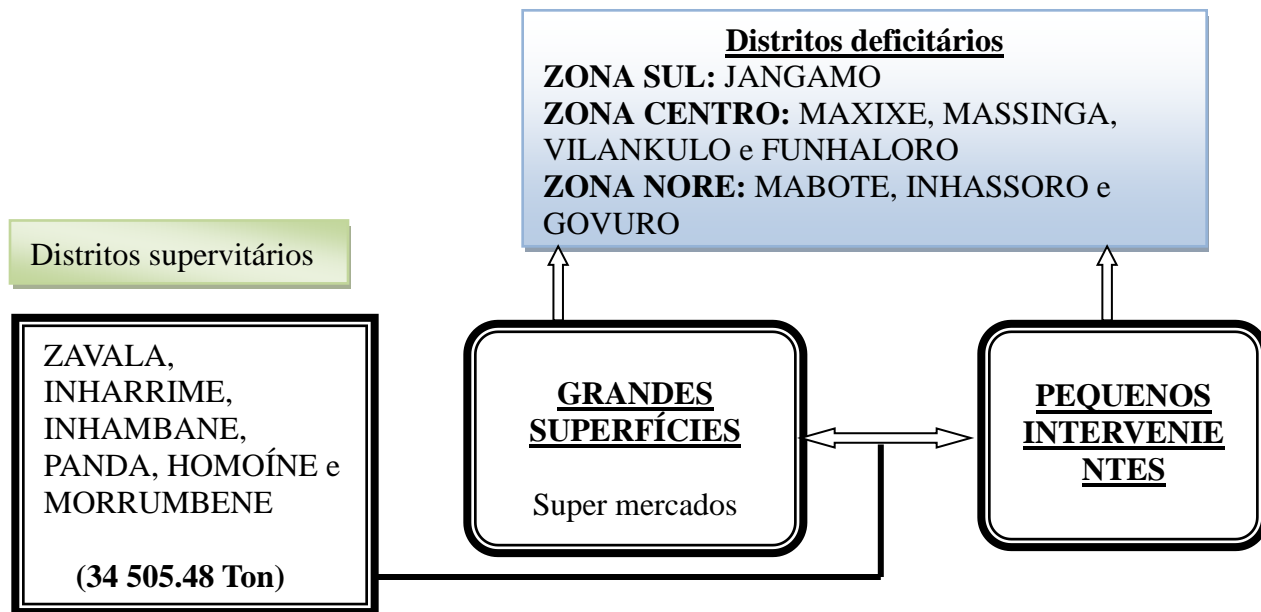 Distritos deficitários
ZONA SUL: JANGAMO
ZONA CENTRO: MAXIXE, MASSINGA,
VILANKULO e FUNHALORO
ZONA NORE: MABOTE, INHASSORO e
GOVURO
Distritos supervitários
ZAVALA,
INHARRIME,
INHAMBANE,
PANDA, HOMOÍNE e
MORRUMBENE
(34 505.48 Ton)
GRANDES
SUPERFÍCIES
Super mercados
PEQUENOS
INTERVENIE
NTES